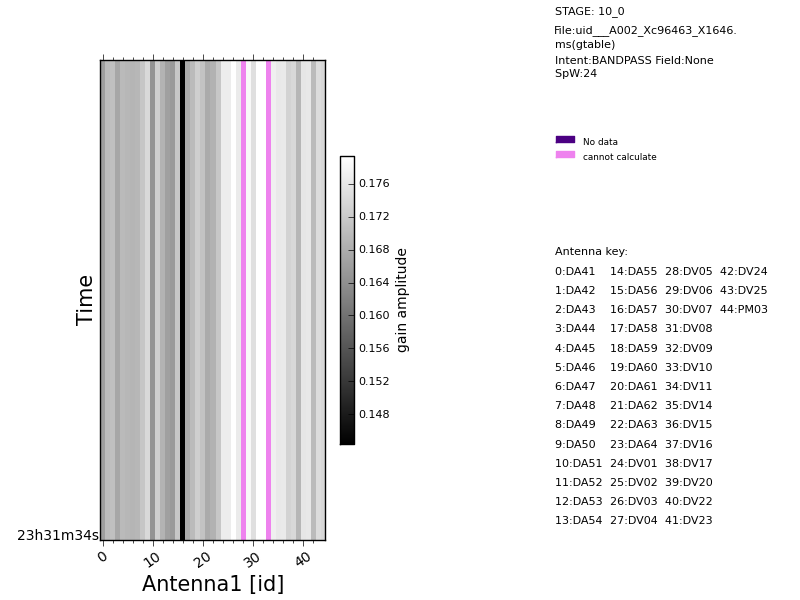 STAGE: 10_0
File:uid___A002_Xc96463_X1646.
ms(gtable)
Intent:BANDPASS Field:None
SpW:24
No data
cannot calculate
0.176
0.172
0.168
0.164
0.160
0.156
0.152
0.148
gain amplitude
Time
23h31m34s
0 10 20 30 40
Antenna1 [id]
Antenna key:
0:DA41 14:DA55 28:DV05 42:DV24
1:DA42 15:DA56 29:DV06 43:DV25
2:DA43 16:DA57 30:DV07 44:PM03
3:DA44 17:DA58 31:DV08
4:DA45 18:DA59 32:DV09
5:DA46 19:DA60 33:DV10
6:DA47 20:DA61 34:DV11
7:DA48 21:DA62 35:DV14
8:DA49 22:DA63 36:DV15
9:DA50 23:DA64 37:DV16
10:DA51 24:DV01 38:DV17
11:DA52 25:DV02 39:DV20
12:DA53 26:DV03 40:DV22
13:DA54 27:DV04 41:DV23